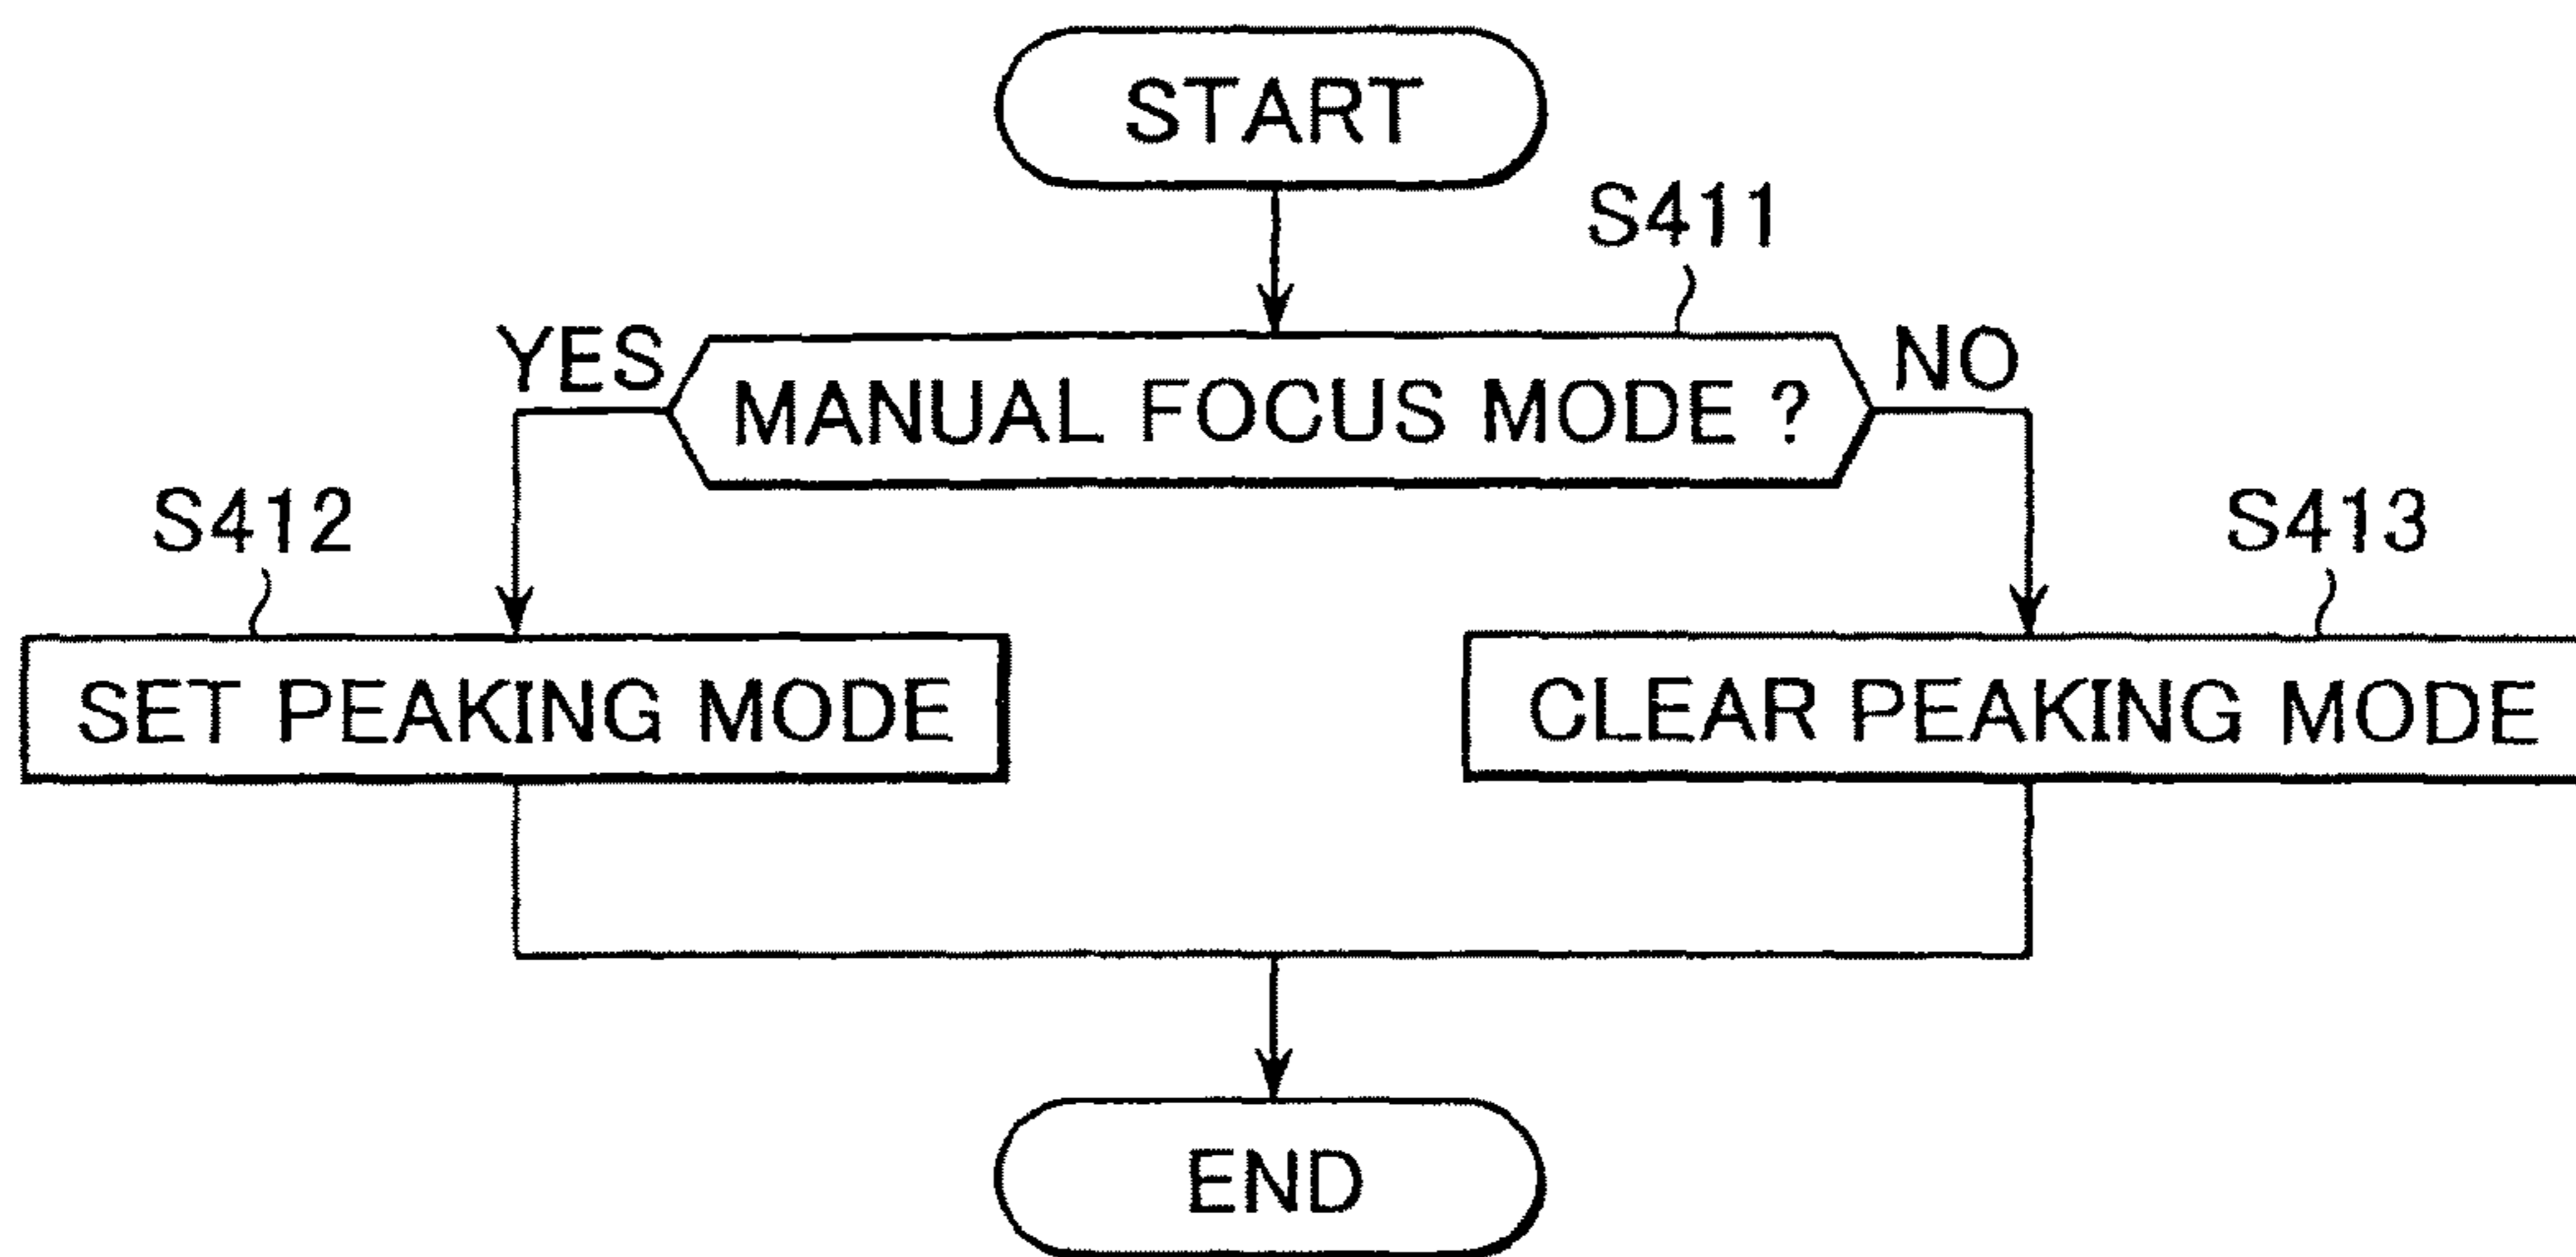 START
S411
YES
MANUAL FOCUS MODE ?
NO
S412
S413
SET PEAKING MODE
CLEAR PEAKING MODE
END